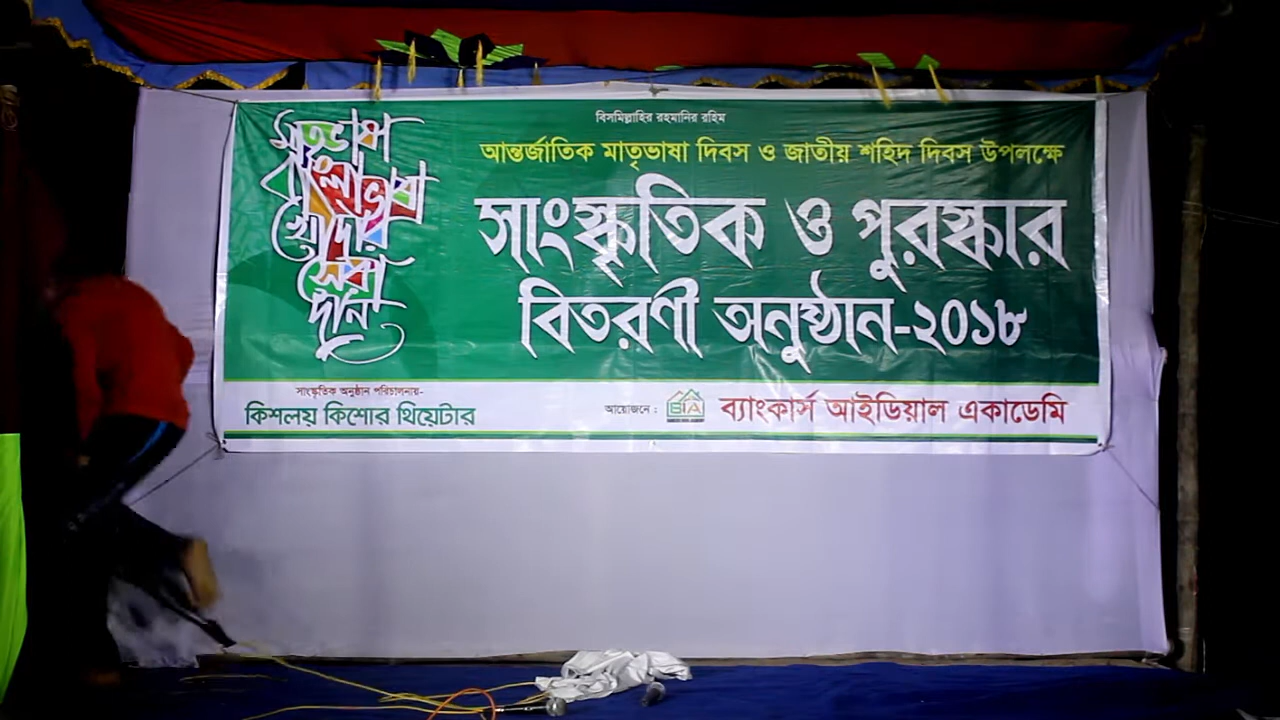 বিসমিল্লাহির রহমানির রহিম
আন্তর্জাতিক মাতৃভাষা দিবস ও জাতীয় শহিদ দিবস উপলক্ষে
সাংস্কৃতিক ও পুরস্কার
বিতরণী অনুষ্ঠান-২০১৮
মাতৃভাষা
বাংলাভাষা
খোদার
সেরা
দান
সাংস্কৃতিক অনুষ্ঠান পরিচালনায়-
কিশলয় কিশোর থিয়েটার
আয়োজনে : BIA ব্যাংকার্স আইডিয়াল একাডেমি